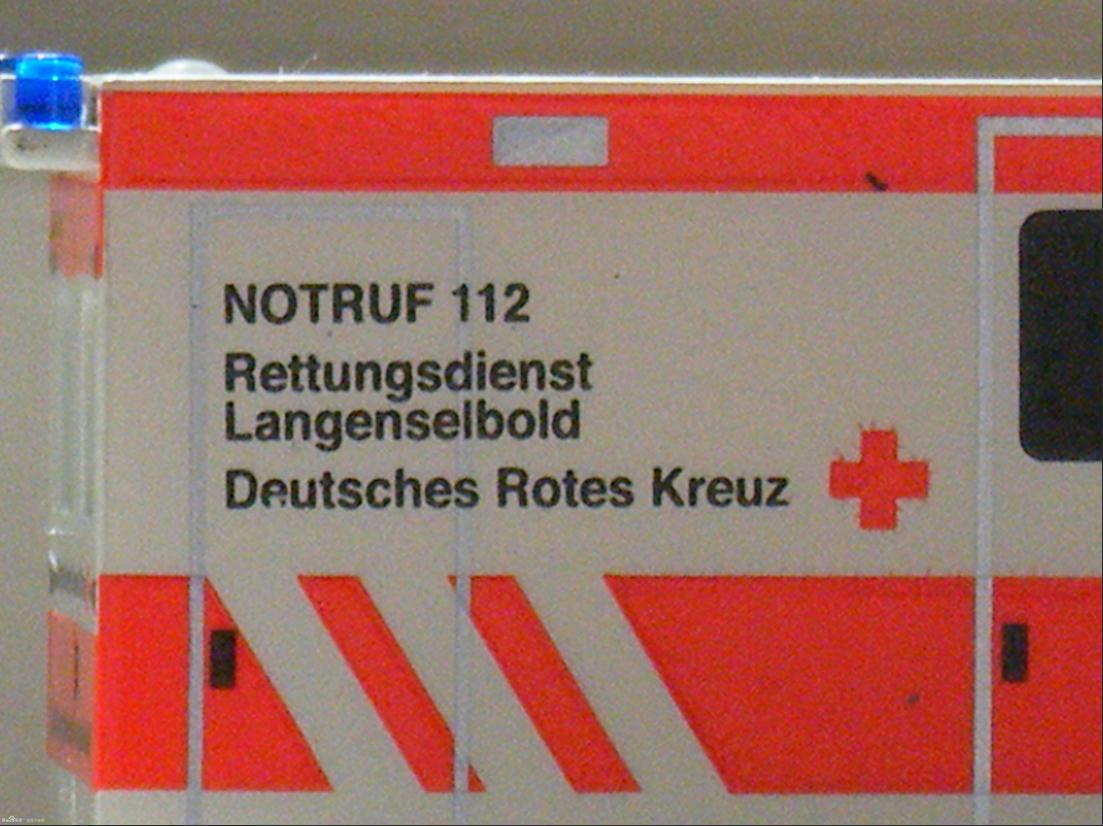 NOTRUF 112
Rettungsdienst
Langenselbold
Deutsches Rotes Kreuz